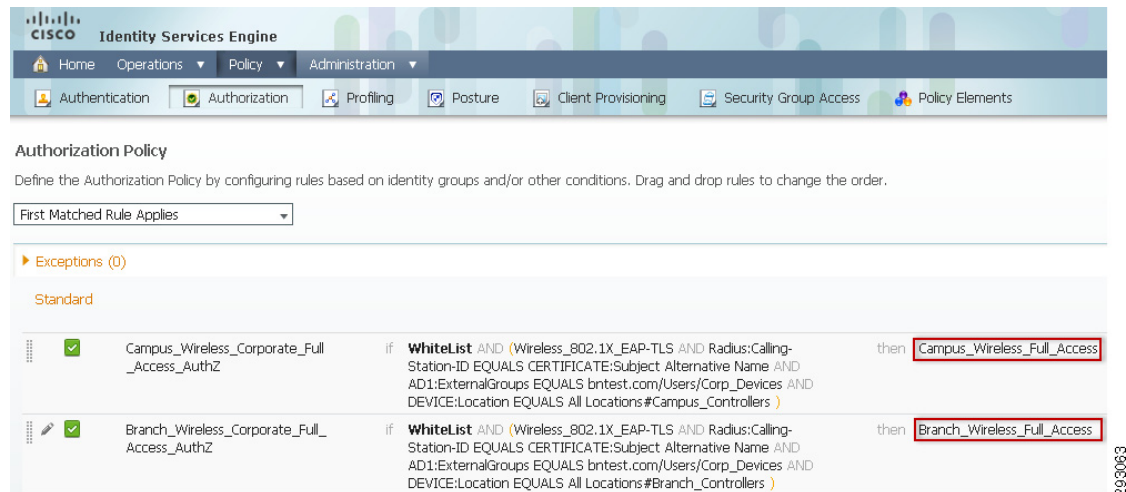 CISCO Identity Services Engine
Home Operations Policy Administration
Authentication Authorization Profiling Posture Client Provisioning Security Group Access Policy Elements
Authorization Policy
Define the Authorization Policy by configuring rules based on identity groups and/or other conditions. Drag and drop rules to change the order.
First Matched Rule Applies
Exceptions (0)
Standard
Campus_Wireless_Corporate_Full if WhiteList AND (Wireless_802.1X_EAP-TLS AND Radius:Calling- then Campus_Wireless_Full_Access
_Access_AuthZ Station-ID EQUALS CERTIFICATE:Subject Alternative Name AND
AD1:ExternalGroups EQUALS bntest.com/Users/Corp_Devices AND
DEVICE:Location EQUALS All Locations#Campus_Controllers )
Branch_Wireless_Corporate_Full_ if WhiteList AND (Wireless_802.1X_EAP-TLS AND Radius:Calling- then Branch_Wireless_Full_Access
Access_AuthZ Station-ID EQUALS CERTIFICATE:Subject Alternative Name AND
AD1:ExternalGroups EQUALS bntest.com/Users/Corp_Devices AND
DEVICE:Location EQUALS All Locations#Branch_Controllers )
293063